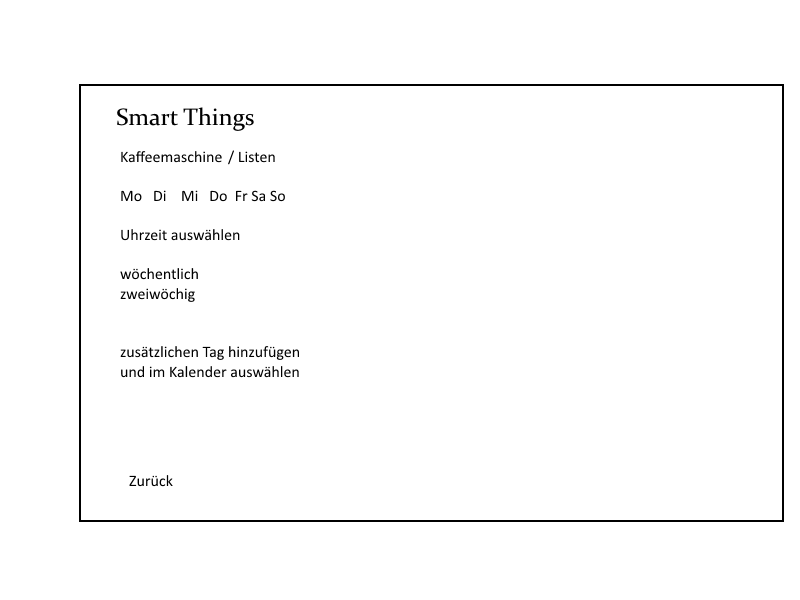 Smart Things
Kaffeemaschine / Listen
Mo Di Mi Do Fr Sa So
Uhrzeit auswählen
wöchentlich
zweiwöchig
zusätzlichen Tag hinzufügen
und im Kalender auswählen
Zurück